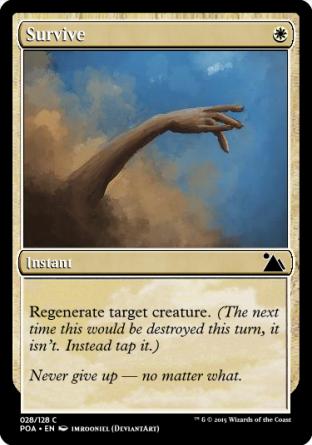 Survive
Instant
Regenerate target creature. (The next
time this would be destroyed this turn, it
isn't. Instead tap it.)
Never give up — no matter what.
028/128 C
POA • EN IMROONIEL (DEVIANTART)
™ & © 2015 Wizards of the Coast